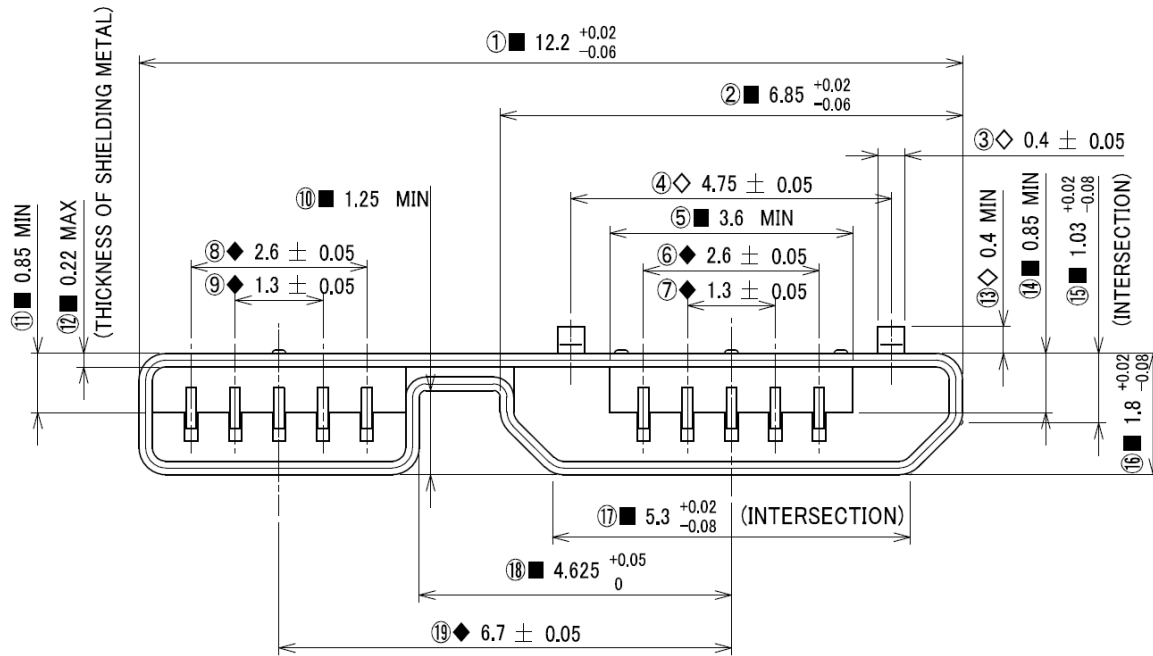 ①■ 12.2 +0.02 -0.06
②■ 6.85 +0.02 -0.06
③◇ 0.4 ± 0.05
④◇ 4.75 ± 0.05
⑤■ 3.6 MIN
⑥◆ 2.6 ± 0.05
⑦◆ 1.3 ± 0.05
⑧◆ 2.6 ± 0.05
⑨◆ 1.3 ± 0.05
⑩■ 1.25 MIN
⑪■ 0.85 MIN
⑫■ 0.22 MAX
(THICKNESS OF SHIELDING METAL)
⑬◇ 0.4 MIN
⑭■ 0.85 MIN
⑮■ 1.03 +0.02 -0.08
(INTERSECTION)
⑯■ 1.8 +0.02 -0.08
⑰■ 5.3 +0.02 -0.08 (INTERSECTION)
⑱■ 4.625 +0.05 0
⑲◆ 6.7 ± 0.05